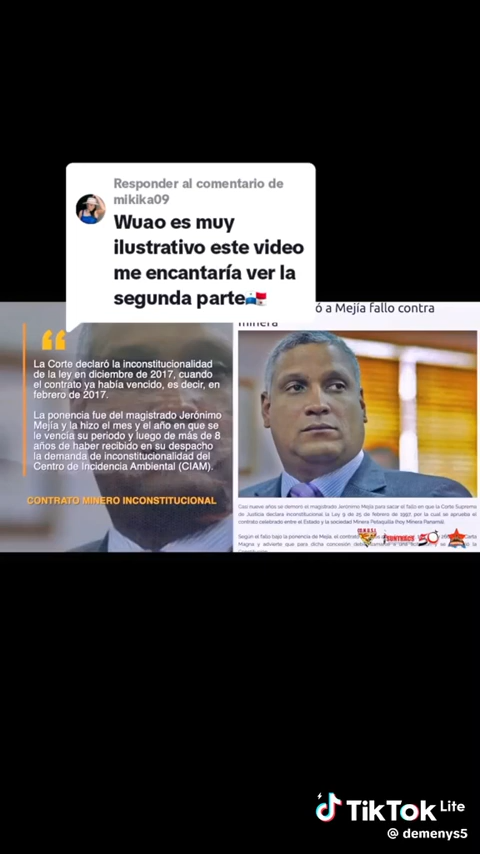 Responder al comentario de
mikika09
Wuao es muy
ilustrativo este video
me encantaría ver la
segunda parte🇵🇦
ó a Mejía fallo contra
minera
La Corte declaró la inconstitucionalidad
de la ley en diciembre de 2017, cuando
el contrato ya había vencido, es decir, en
febrero de 2017.
La ponencia fue del magistrado Jerónimo
Mejía y la hizo el mes y el año en que se
le vencía su periodo y luego de más de 8
años de haber recibido en su despacho
la demanda de inconstitucionalidad del
Centro de Incidencia Ambiental (CIAM).
CONTRATO MINERO INCONSTITUCIONAL
Casi nueve años se demoró el magistrado Jerónimo Mejía para sacar el fallo en que la Corte Suprema
de Justicia declara inconstitucional la Ley 9 de 25 de febrero de 1997, por la cual se aprueba el
contrato celebrado entre el Estado y la sociedad Minera Petaquilla (hoy Minera Panamá).
Según el fallo bajo la ponencia de Mejía, el contrat
Carta
Magna y advierte que para dicha concesión
SUNTRACS
TikTok Lite
@ demenys5